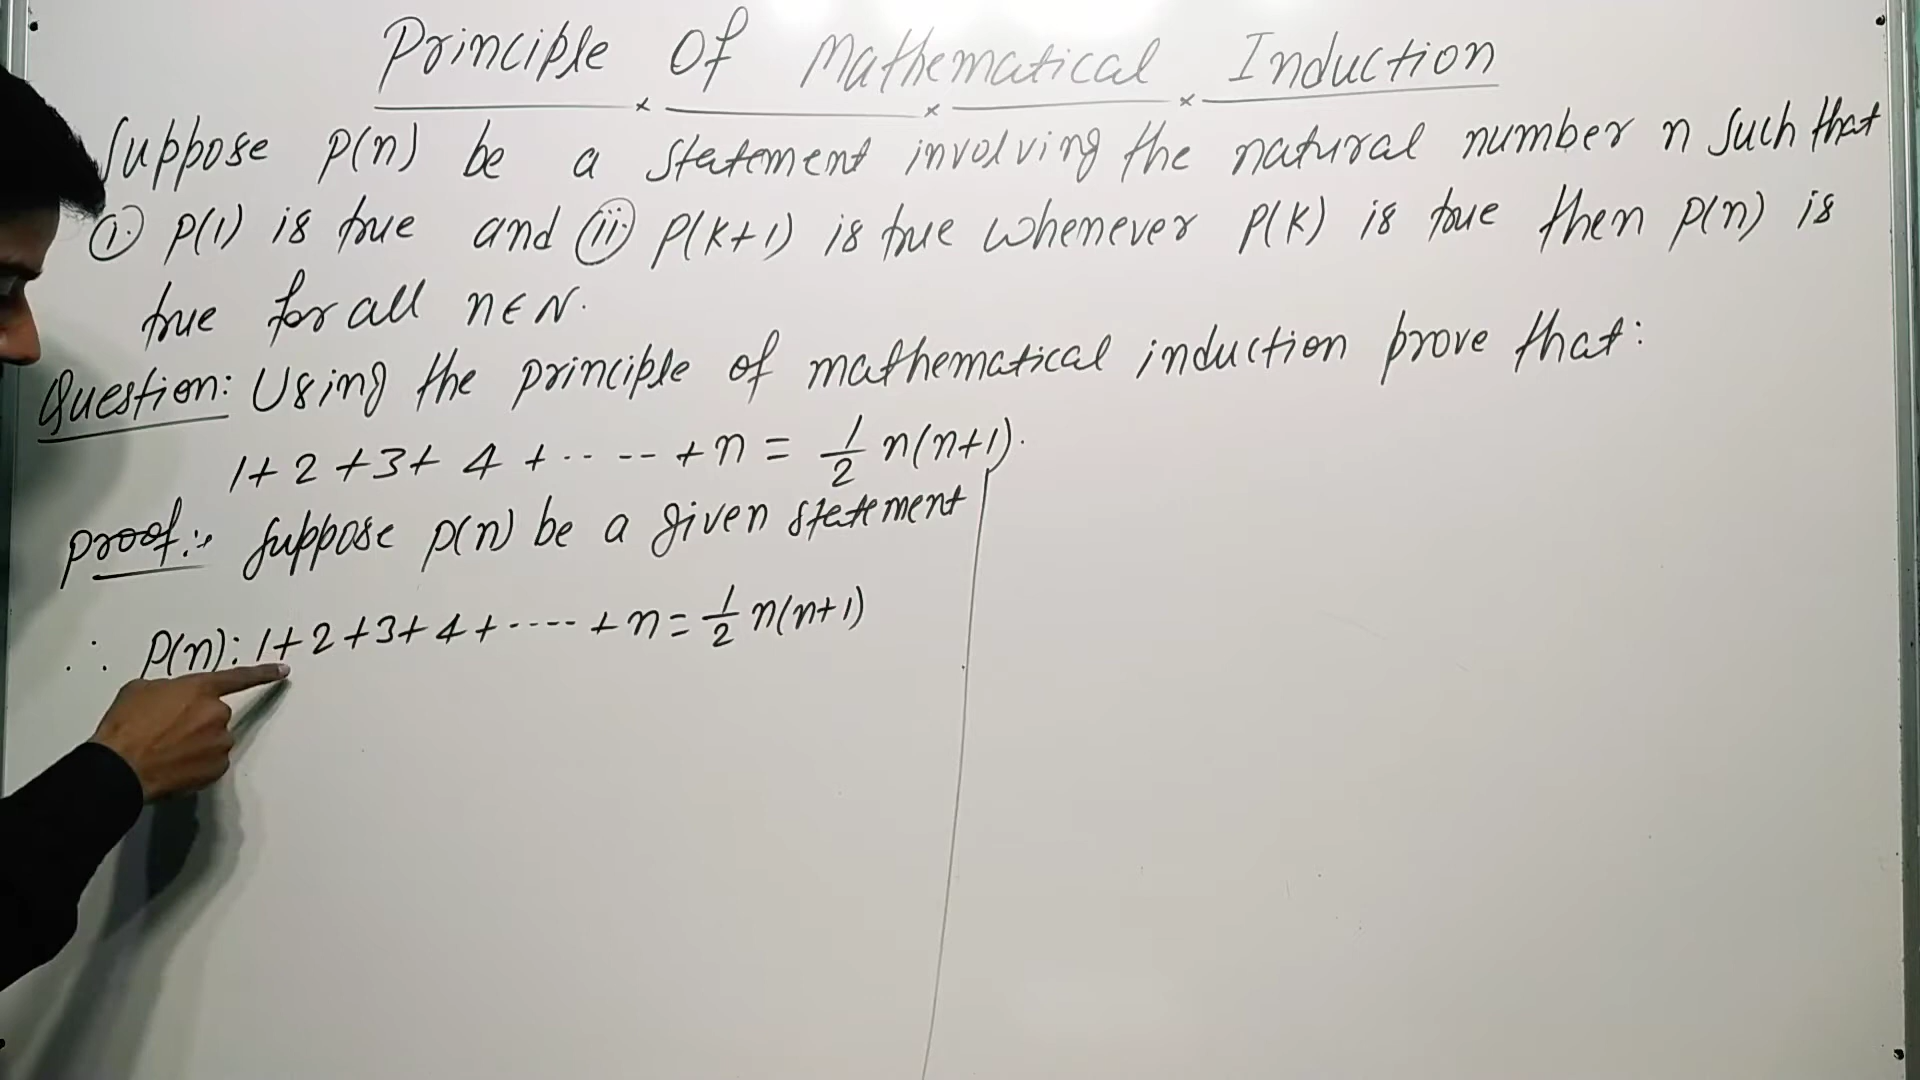 Principle Of Mathematical Induction
Suppose P(n) be a statement involving the natural number n such that
(i) P(1) is true and (ii) P(k+1) is true whenever P(k) is true then P(n) is
true for all n∈N.
Question: Using the principle of mathematical induction prove that:
1+2+3+4+------+n = 1/2 n(n+1).
Proof:- Suppose P(n) be a given statement
∴ P(n): 1+2+3+4+-----+n = 1/2 n(n+1)